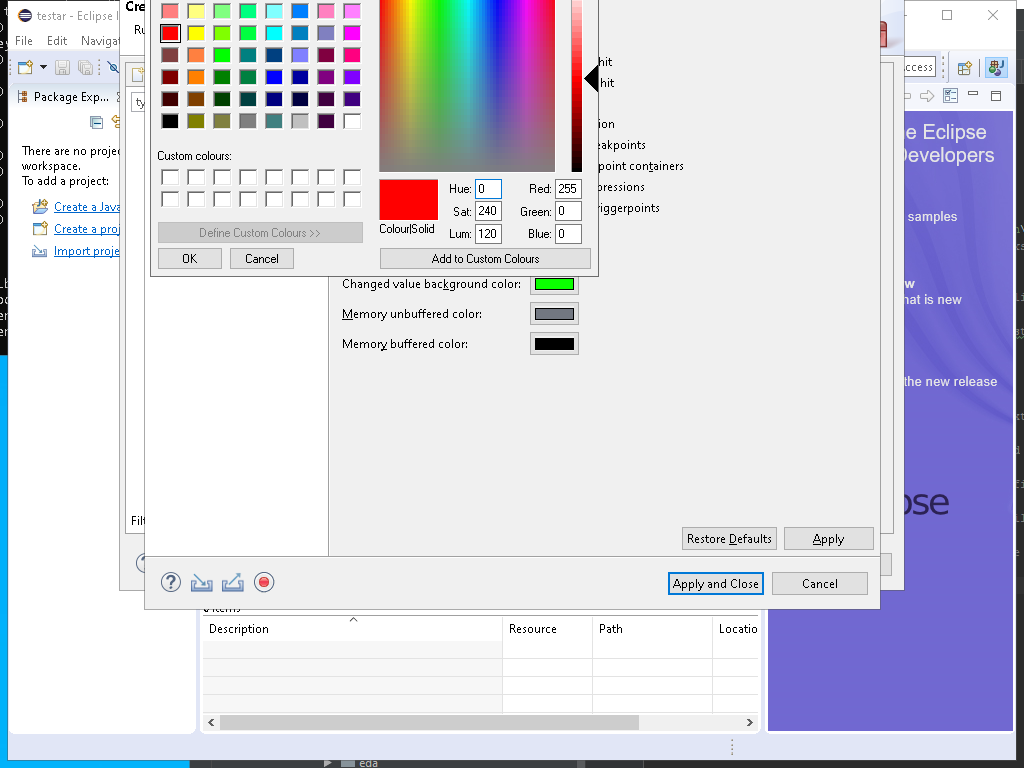 testar - Eclipse I
Cre
File
Edit
Navigat
Ru
Package Exp...
ty
There are no projec
workspace.
To add a project:
Create a Java
Create a proj
Import proje
Filt
Custom colours:
Define Custom Colours >>
OK
Cancel
Colour|Solid
Hue:
0
Sat:
240
Lum:
120
Red:
255
Green:
0
Blue:
0
Add to Custom Colours
hit
hit
ion
eakpoints
point containers
pressions
riggerpoints
Changed value background color:
Memory unbuffered color:
Memory buffered color:
Restore Defaults
Apply
Apply and Close
Cancel
ccess
e Eclipse
Developers
samples
w
hat is new
the new release
pse
0 items
Description
Resource
Path
Locatio
eda